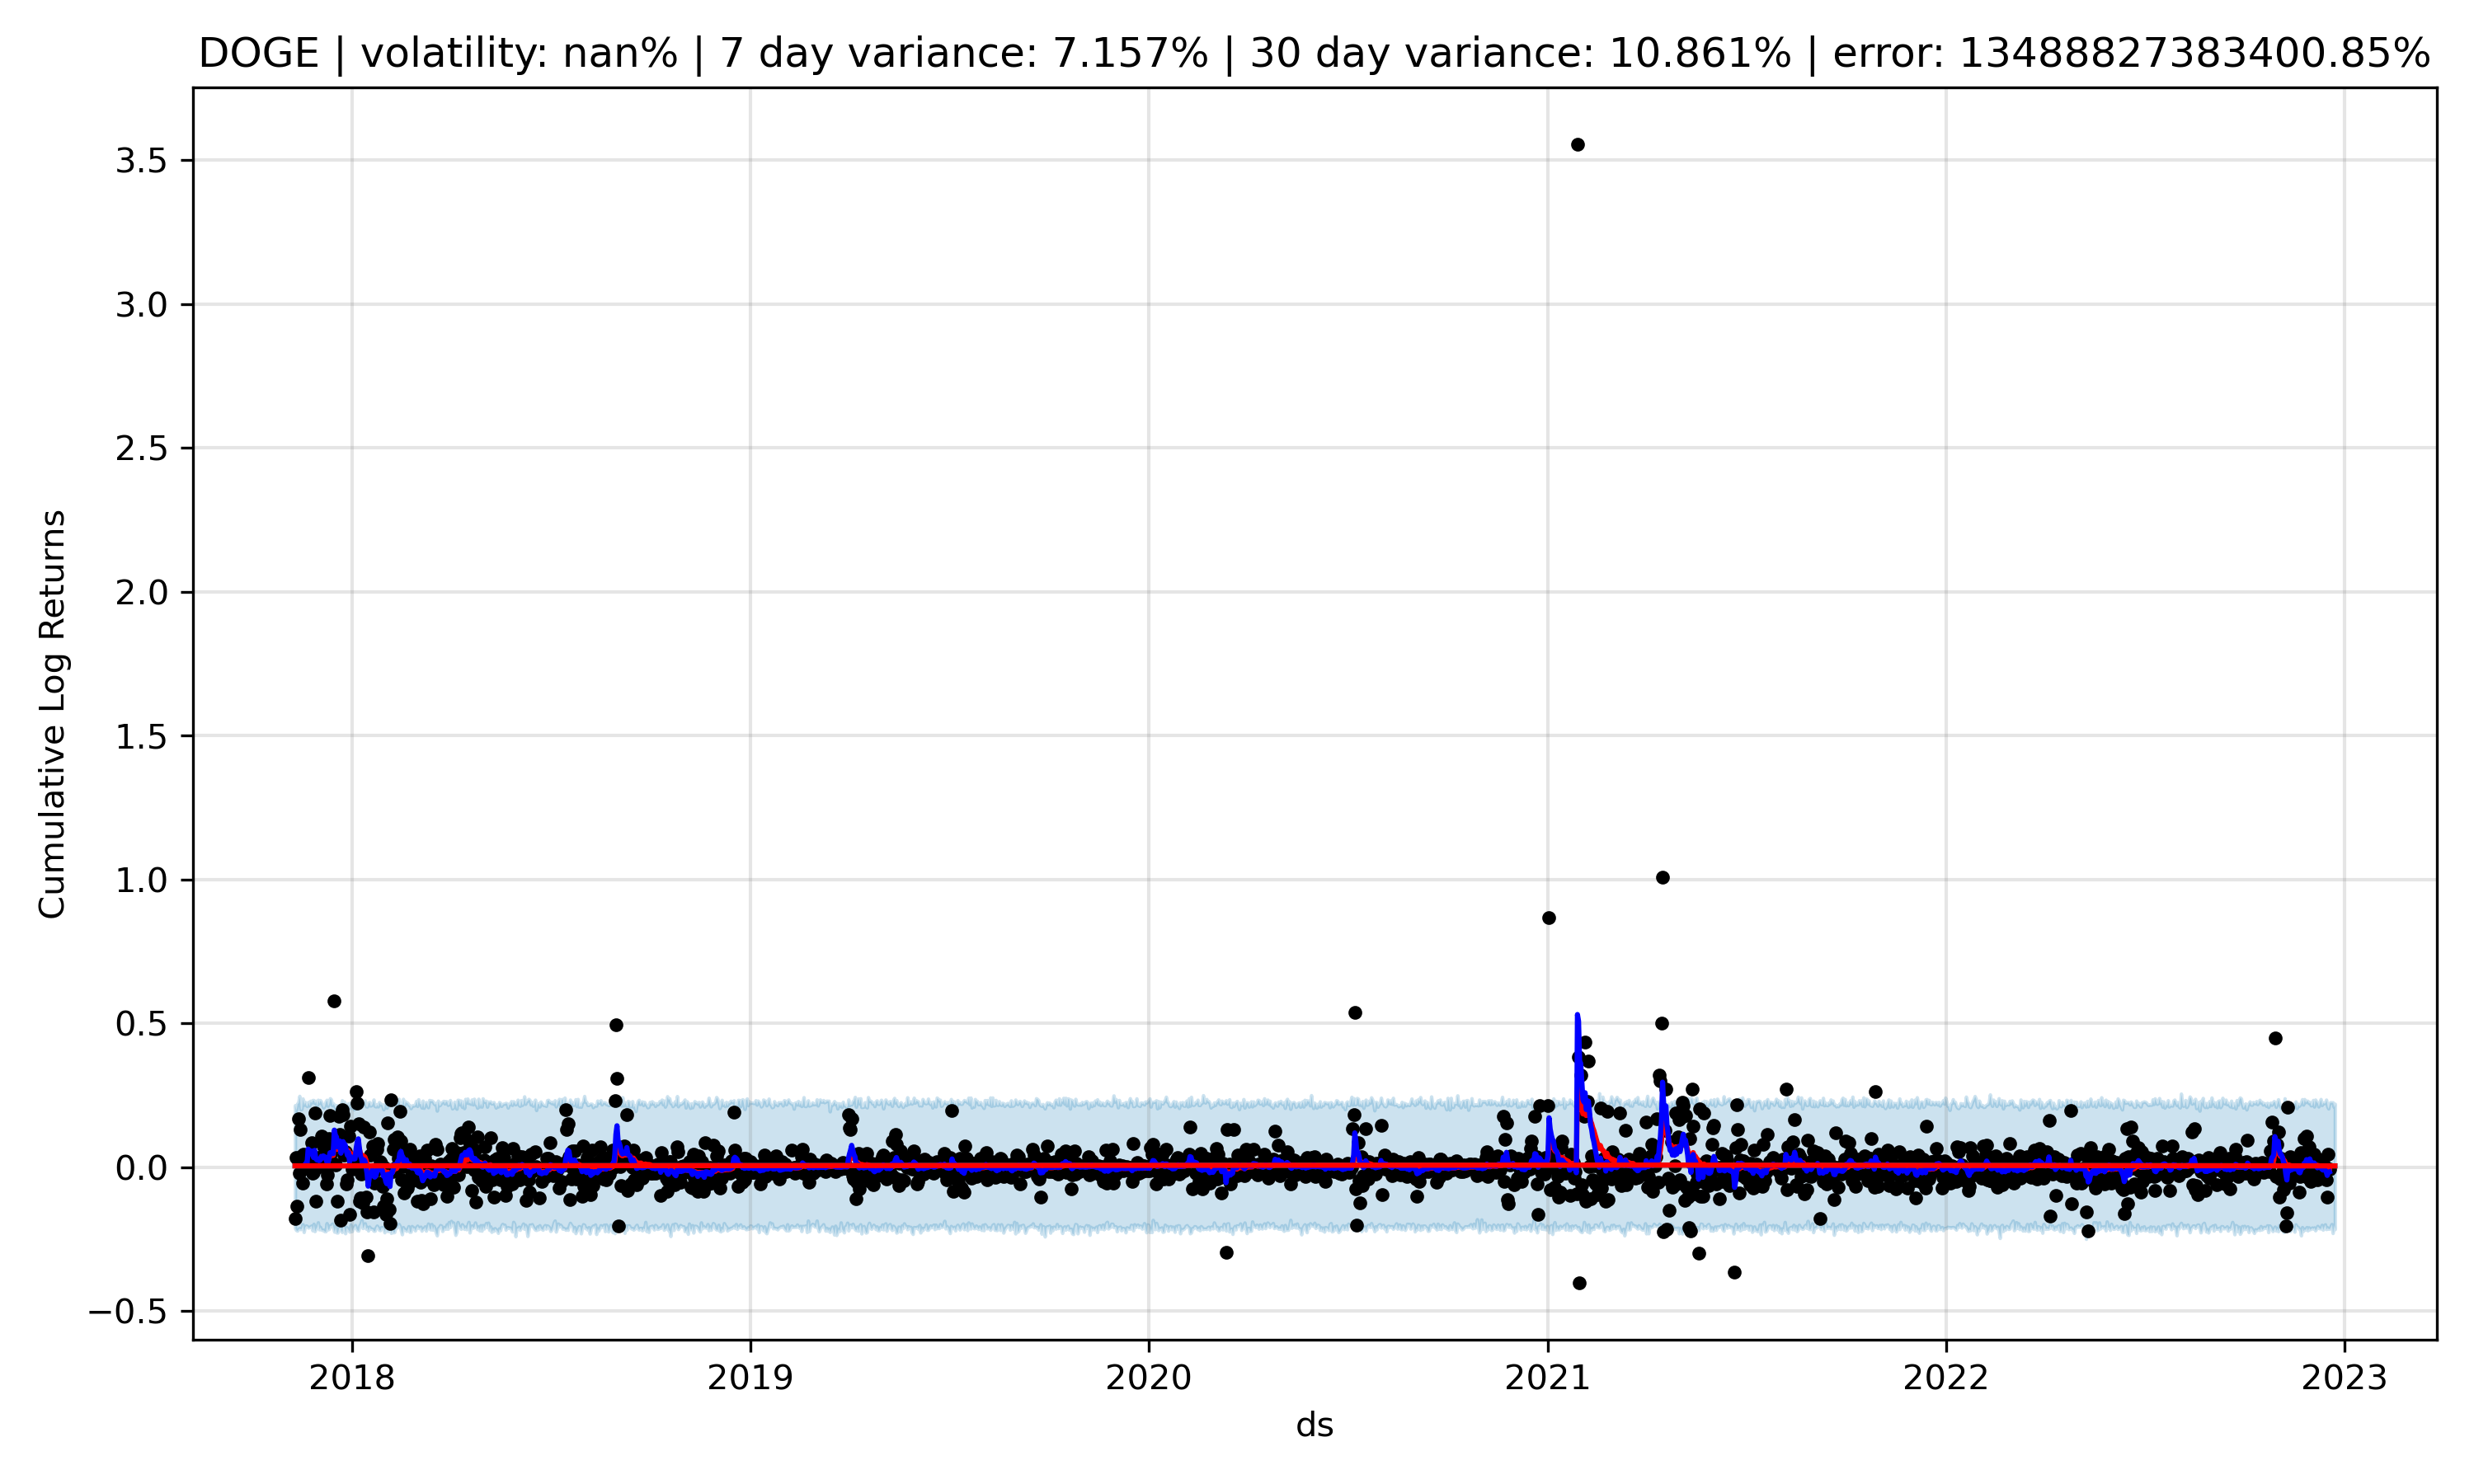 DOGE | volatility: nan% | 7 day variance: 7.157% | 30 day variance: 10.861% | error: 13488827383400.85%
3.5
3.0
2.5
2.0
1.5
1.0
0.5
0.0
−0.5
Cumulative Log Returns
2018 2019 2020 2021 2022 2023
ds